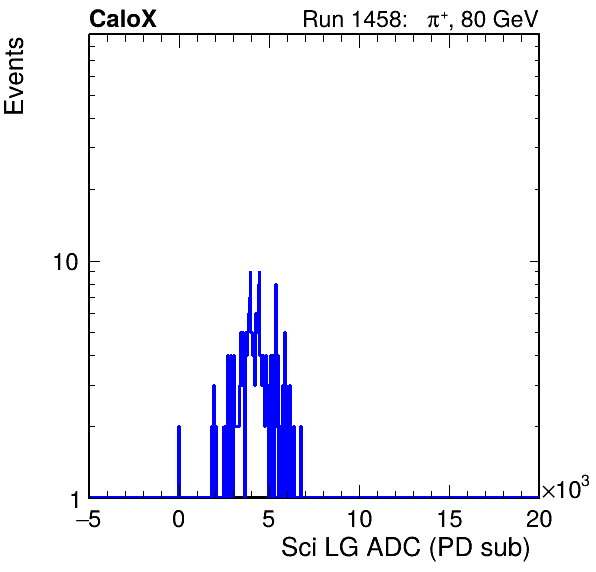 CaloX Run 1458: π⁺, 80 GeV
Events
10
1
−5 0 5 10 15 20 ×10³
Sci LG ADC (PD sub)